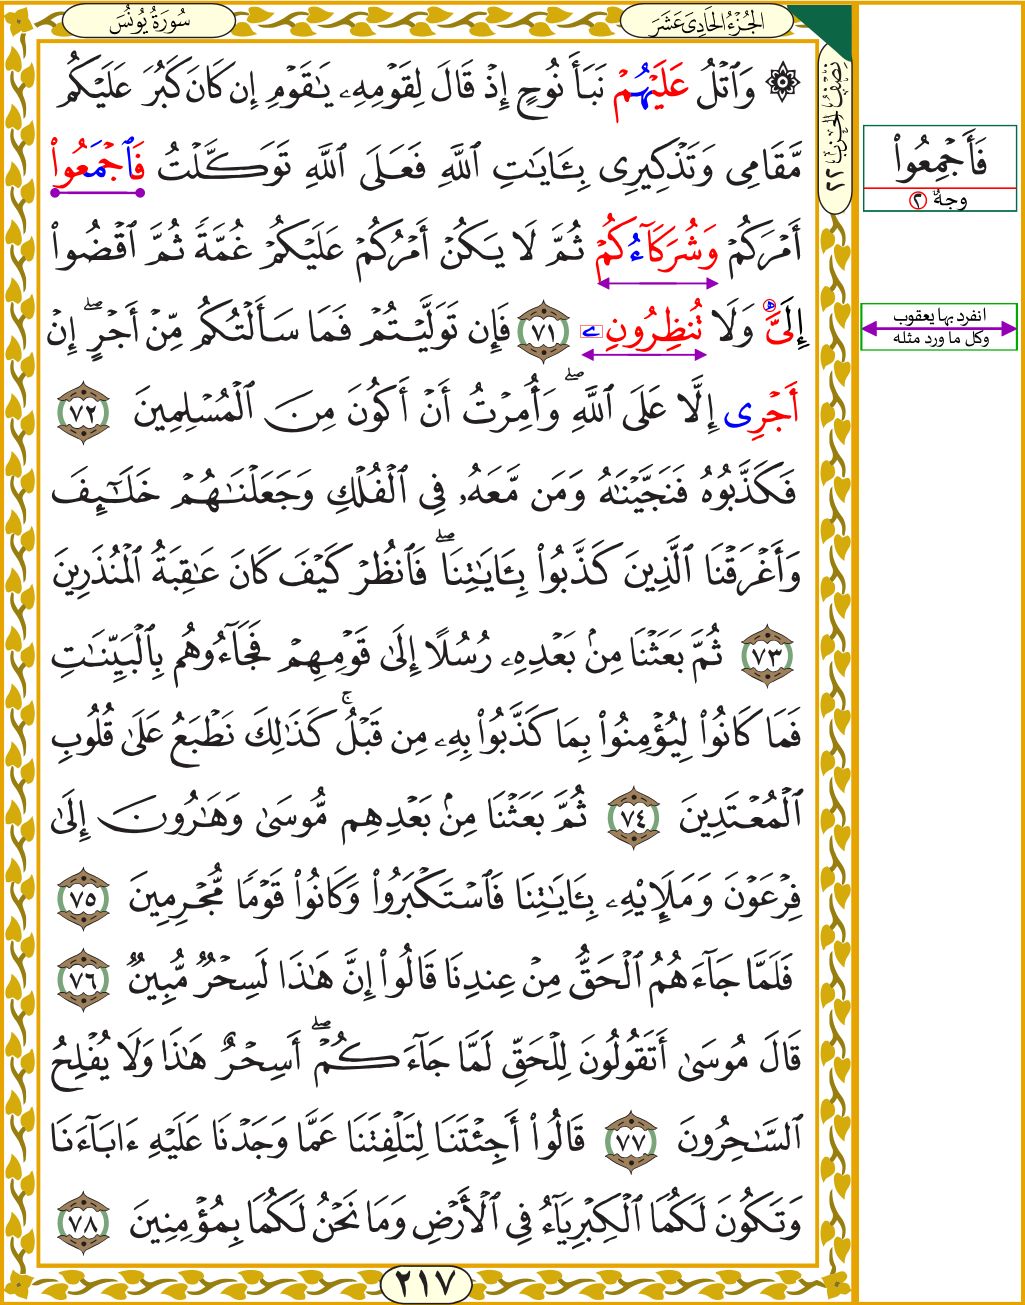 سُورَةُ يُونُسَ
الجُزْءُ الحَادِىَ عَشَرَ
نِصْفُ الحِزْبِ ٢٢
۞ وَٱتْلُ عَلَيْهُمْ نَبَأَ نُوحٍ إِذْ قَالَ لِقَوْمِهِۦ يَٰقَوْمِ إِن كَانَ كَبُرَ عَلَيْكُم
مَّقَامِى وَتَذْكِيرِى بِـَٔايَٰتِ ٱللَّهِ فَعَلَى ٱللَّهِ تَوَكَّلْتُ فَٱجْمَعُوا۟
أَمْرَكُمْ وَشُرَكَآءُكُمْ ثُمَّ لَا يَكُنْ أَمْرُكُمْ عَلَيْكُمْ غُمَّةً ثُمَّ ٱقْضُوٓا۟
إِلَىَّ وَلَا تُنظِرُونِۦ ٧١ فَإِن تَوَلَّيْتُمْ فَمَا سَأَلْتُكُم مِّنْ أَجْرٍ ۖ إِنْ
أَجْرِى إِلَّا عَلَى ٱللَّهِ ۖ وَأُمِرْتُ أَنْ أَكُونَ مِنَ ٱلْمُسْلِمِينَ ٧٢
فَكَذَّبُوهُ فَنَجَّيْنَٰهُ وَمَن مَّعَهُۥ فِى ٱلْفُلْكِ وَجَعَلْنَٰهُمْ خَلَٰٓئِفَ
وَأَغْرَقْنَا ٱلَّذِينَ كَذَّبُوا۟ بِـَٔايَٰتِنَا ۖ فَٱنظُرْ كَيْفَ كَانَ عَٰقِبَةُ ٱلْمُنذَرِينَ
٧٣ ثُمَّ بَعَثْنَا مِنۢ بَعْدِهِۦ رُسُلًا إِلَىٰ قَوْمِهِمْ فَجَآءُوهُم بِٱلْبَيِّنَٰتِ
فَمَا كَانُوا۟ لِيُؤْمِنُوا۟ بِمَا كَذَّبُوا۟ بِهِۦ مِن قَبْلُ ۚ كَذَٰلِكَ نَطْبَعُ عَلَىٰ قُلُوبِ
ٱلْمُعْتَدِينَ ٧٤ ثُمَّ بَعَثْنَا مِنۢ بَعْدِهِم مُّوسَىٰ وَهَٰرُونَ إِلَىٰ
فِرْعَوْنَ وَمَلَإِي۟هِۦ بِـَٔايَٰتِنَا فَٱسْتَكْبَرُوا۟ وَكَانُوا۟ قَوْمًا مُّجْرِمِينَ ٧٥
فَلَمَّا جَآءَهُمُ ٱلْحَقُّ مِنْ عِندِنَا قَالُوٓا۟ إِنَّ هَٰذَا لَسِحْرٌ مُّبِينٌ ٧٦
قَالَ مُوسَىٰ أَتَقُولُونَ لِلْحَقِّ لَمَّا جَآءَكُمْ ۖ أَسِحْرٌ هَٰذَا وَلَا يُفْلِحُ
ٱلسَّٰحِرُونَ ٧٧ قَالُوٓا۟ أَجِئْتَنَا لِتَلْفِتَنَا عَمَّا وَجَدْنَا عَلَيْهِ ءَابَآءَنَا
وَتَكُونَ لَكُمَا ٱلْكِبْرِيَآءُ فِى ٱلْأَرْضِ وَمَا نَحْنُ لَكُمَا بِمُؤْمِنِينَ ٧٨
٢١٧
فَأَجْمِعُوا۟
وجهٌ ٢
انفرد بها يعقوب
وكل ما ورد مثله